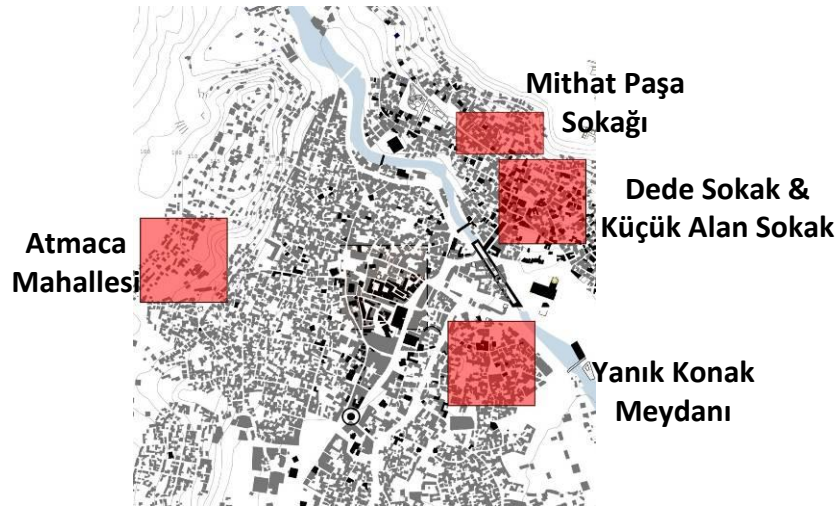 Mithat Paşa
Sokağı
Dede Sokak &
Küçük Alan Sokak
Atmaca
Mahallesi
Yanık Konak
Meydanı